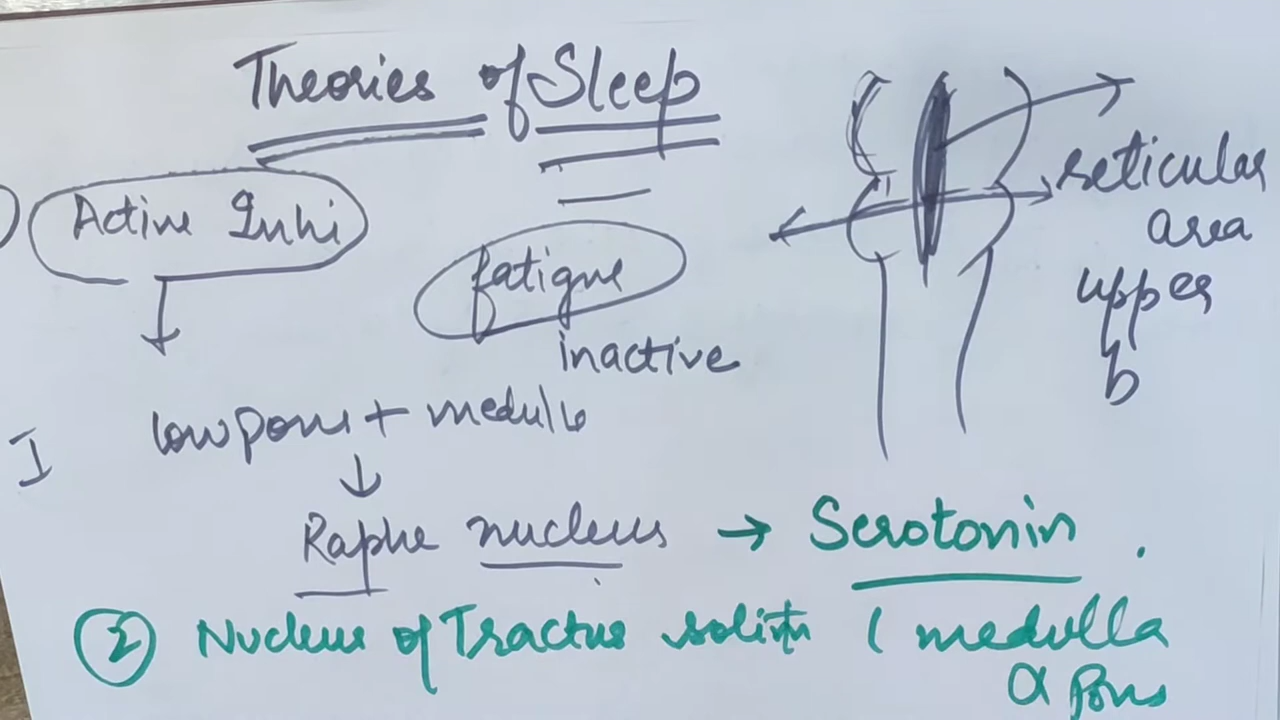 Theories of Sleep
Active Inhi
fatigue
inactive
low pons + medulla
I
Raphe nucleus → Serotonin
② Nucleus of Tractus solita (medulla
& Pons
reticular
area
upper
b